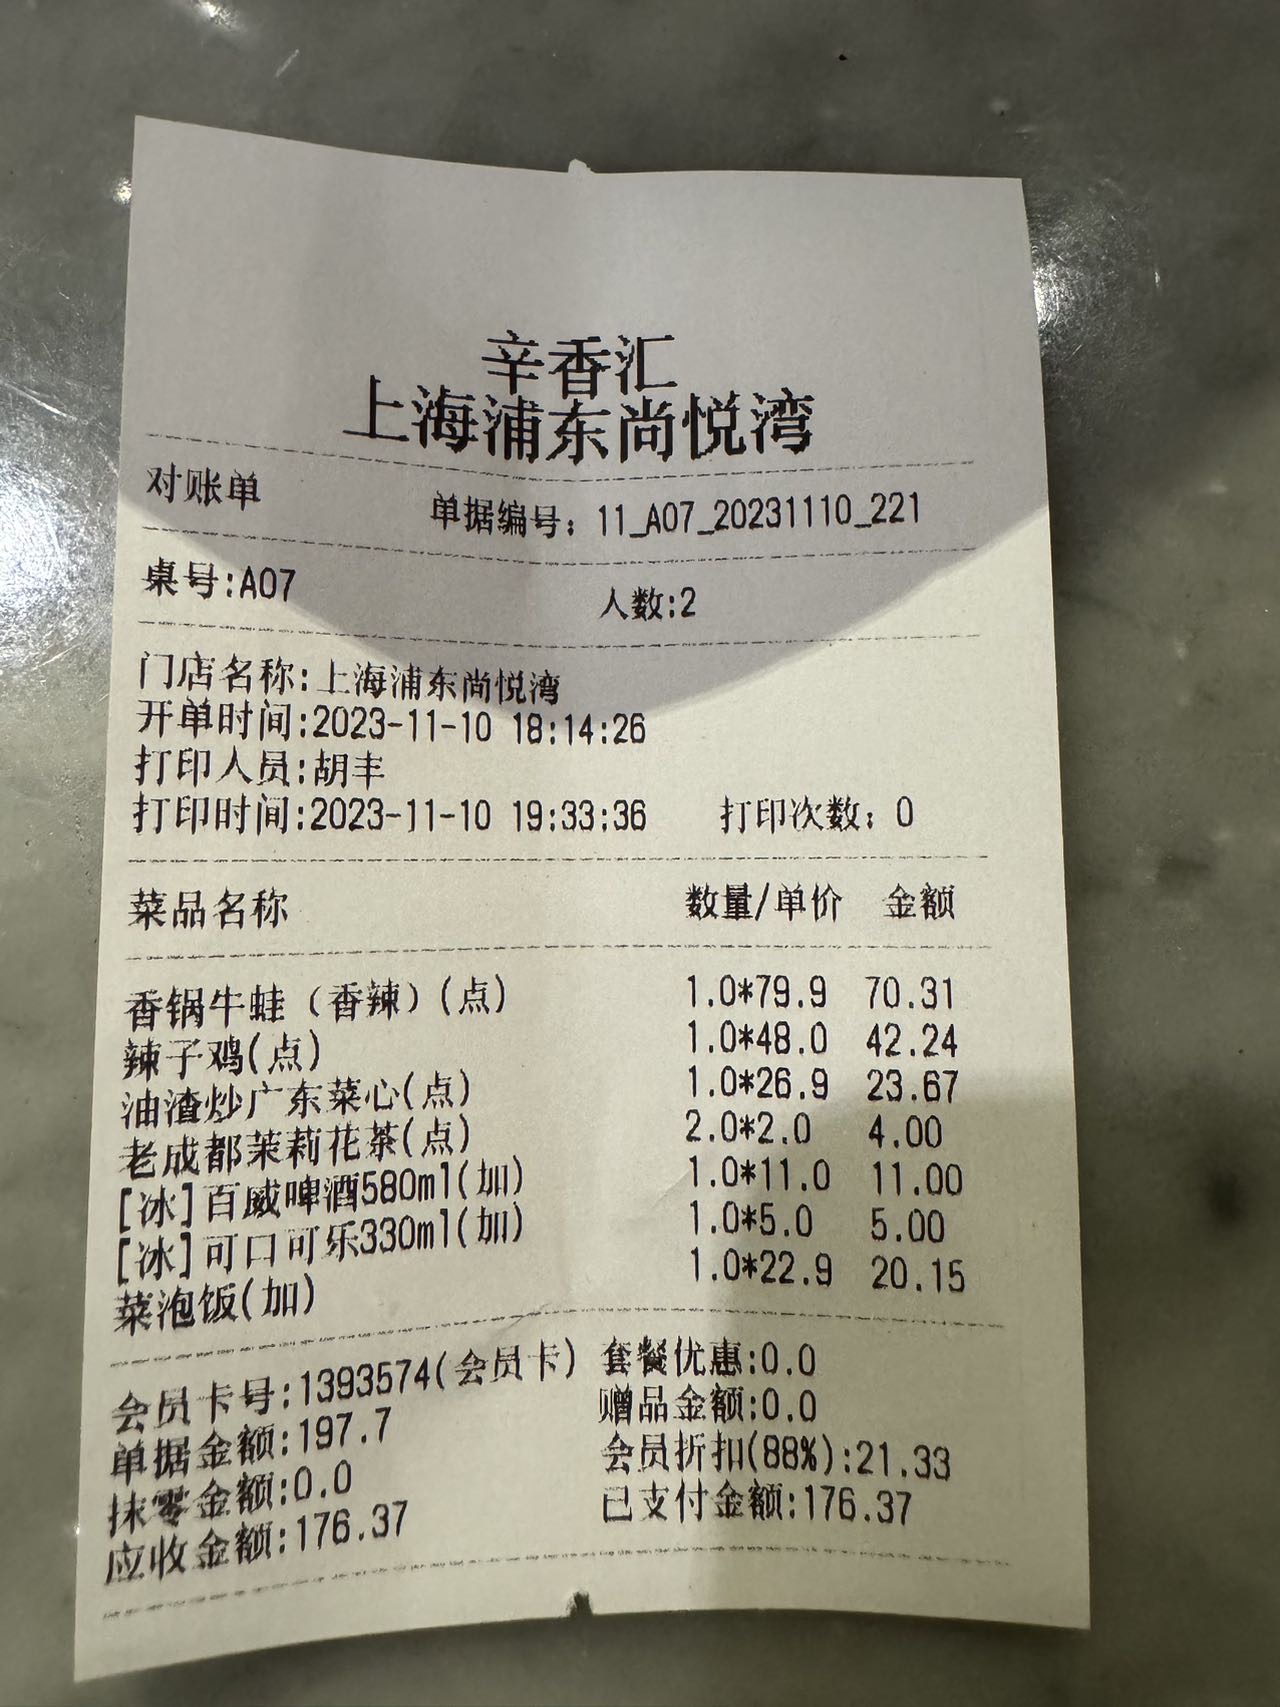 辛香汇
上海浦东尚悦湾
对账单 单据编号：11_A07_20231110_221
桌号:A07 人数:2
门店名称:上海浦东尚悦湾
开单时间:2023-11-10 18:14:26
打印人员:胡丰
打印时间:2023-11-10 19:33:36 打印次数：0
菜品名称 数量/单价 金额
香锅牛蛙（香辣）(点) 1.0*79.9 70.31
辣子鸡(点) 1.0*48.0 42.24
油渣炒广东菜心(点) 1.0*26.9 23.67
老成都茉莉花茶(点) 2.0*2.0 4.00
[冰]百威啤酒580ml(加) 1.0*11.0 11.00
[冰]可口可乐330ml(加) 1.0*5.0 5.00
菜泡饭(加) 1.0*22.9 20.15
会员卡号:1393574(会员卡) 套餐优惠:0.0
单据金额:197.7 赠品金额:0.0
抹零金额:0.0 会员折扣(88%):21.33
应收金额:176.37 已支付金额:176.37